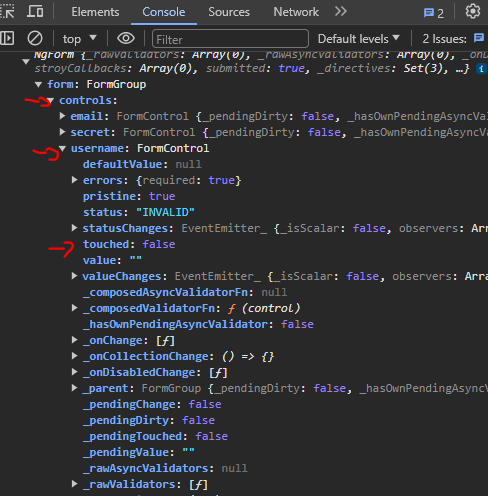 Elements Console Sources Network 2
top Filter Default levels 2 Issues:
NgForm {_rawValidators: Array(0), _rawAsyncValidators: Array(0), _onD
stroyCallbacks: Array(0), submitted: true, _directives: Set(3), …} i
form: FormGroup
controls:
email: FormControl {_pendingDirty: false, _hasOwnPendingAsyncVal
secret: FormControl {_pendingDirty: false, _hasOwnPendingAsyncVa
username: FormControl
defaultValue: null
errors: {required: true}
pristine: true
status: "INVALID"
statusChanges: EventEmitter_ {_isScalar: false, observers: Arr
touched: false
value: ""
valueChanges: EventEmitter_ {_isScalar: false, observers: Arra
_composedAsyncValidatorFn: null
_composedValidatorFn: ƒ (control)
_hasOwnPendingAsyncValidator: false
_onChange: [ƒ]
_onCollectionChange: () => {}
_onDisabledChange: [ƒ]
_parent: FormGroup {_pendingDirty: false, _hasOwnPendingAsyncV
_pendingChange: false
_pendingDirty: false
_pendingTouched: false
_pendingValue: ""
_rawAsyncValidators: null
_rawValidators: [ƒ]